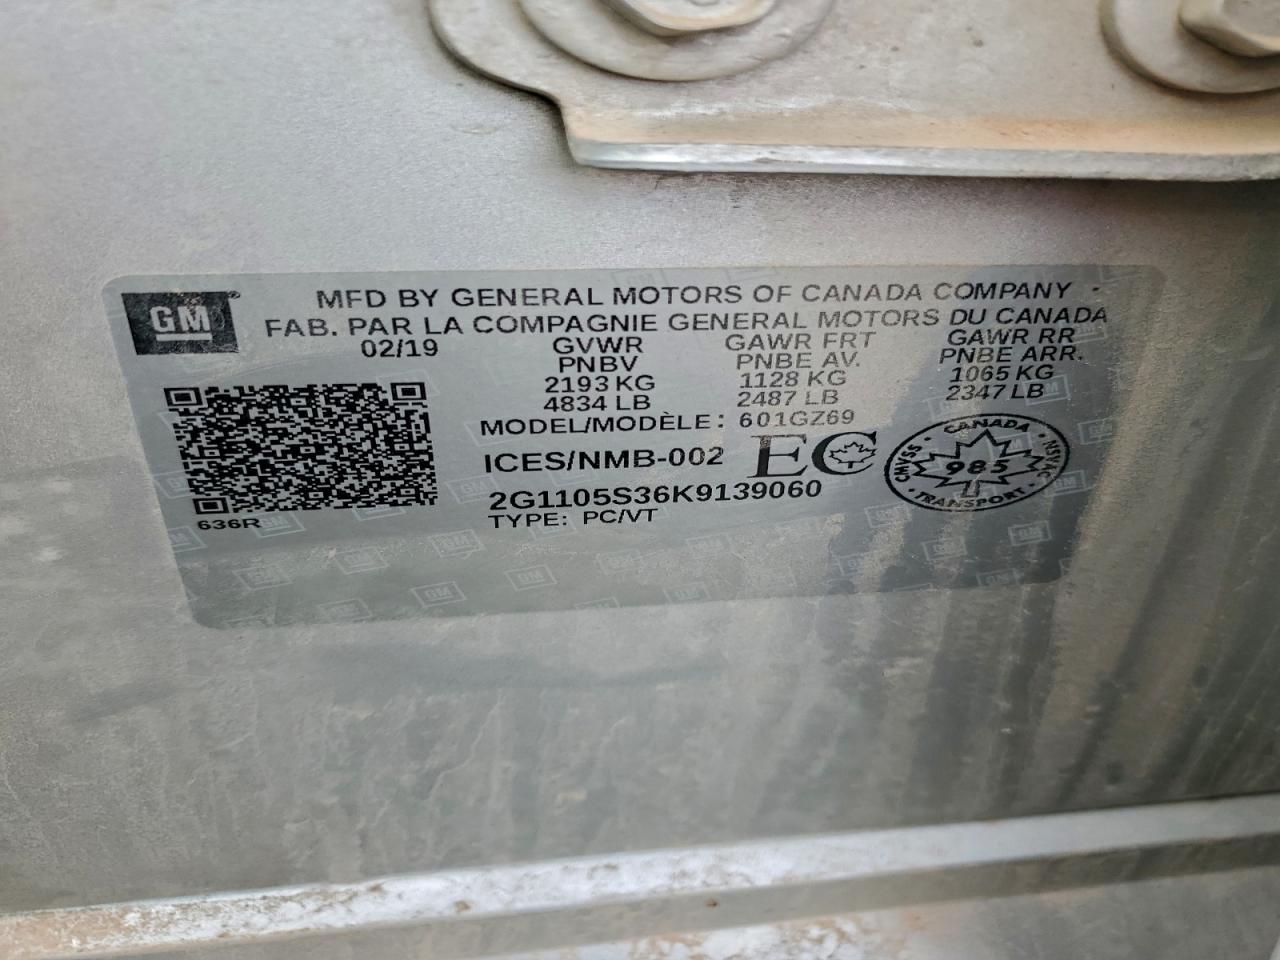 GM
MFD BY GENERAL MOTORS OF CANADA COMPANY
FAB. PAR LA COMPAGNIE GENERAL MOTORS DU CANADA
02/19 GVWR GAWR FRT GAWR RR
PNBV PNBE AV. PNBE ARR.
2193 KG 1128 KG 1065 KG
4834 LB 2487 LB 2347 LB
MODEL/MODÈLE: 601GZ69
ICES/NMB-002 EC
CANADA
CMVSS · 985 · NSVAC
TRANSPORT
2G1105S36K9139060
636R TYPE: PC/VT